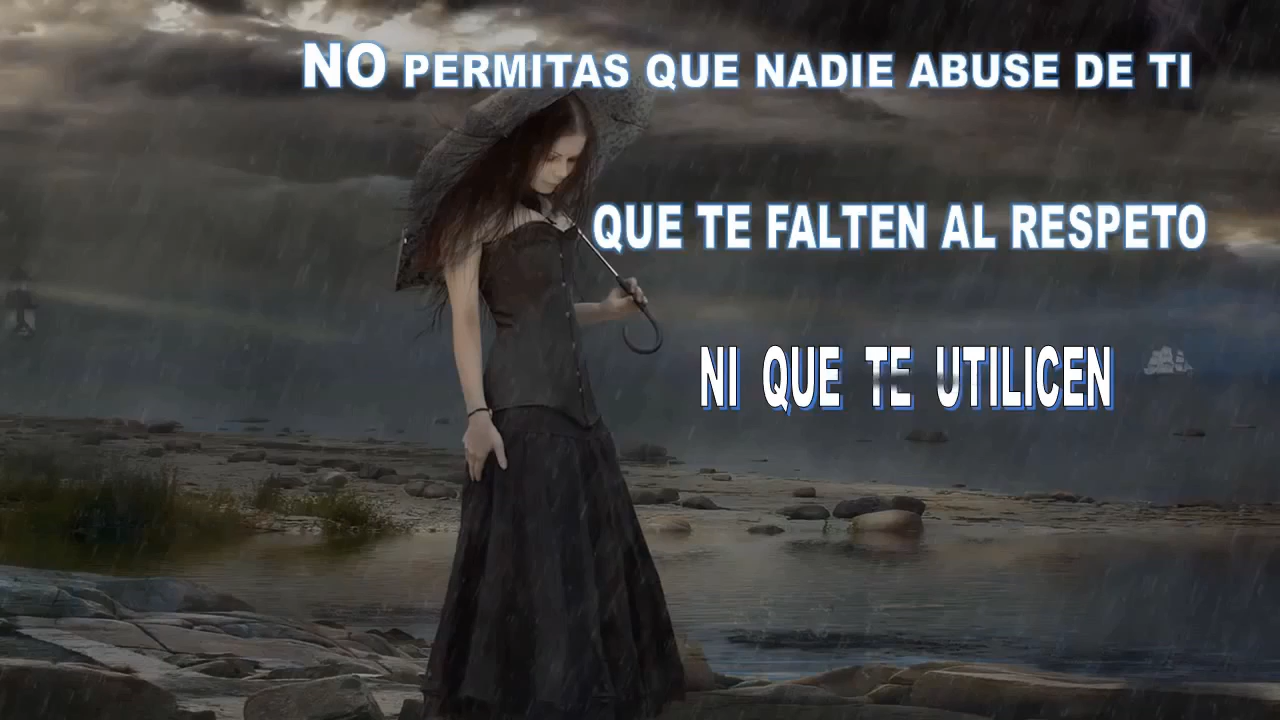 NO PERMITAS QUE NADIE ABUSE DE TI
QUE TE FALTEN AL RESPETO
NI QUE TE UTILICEN